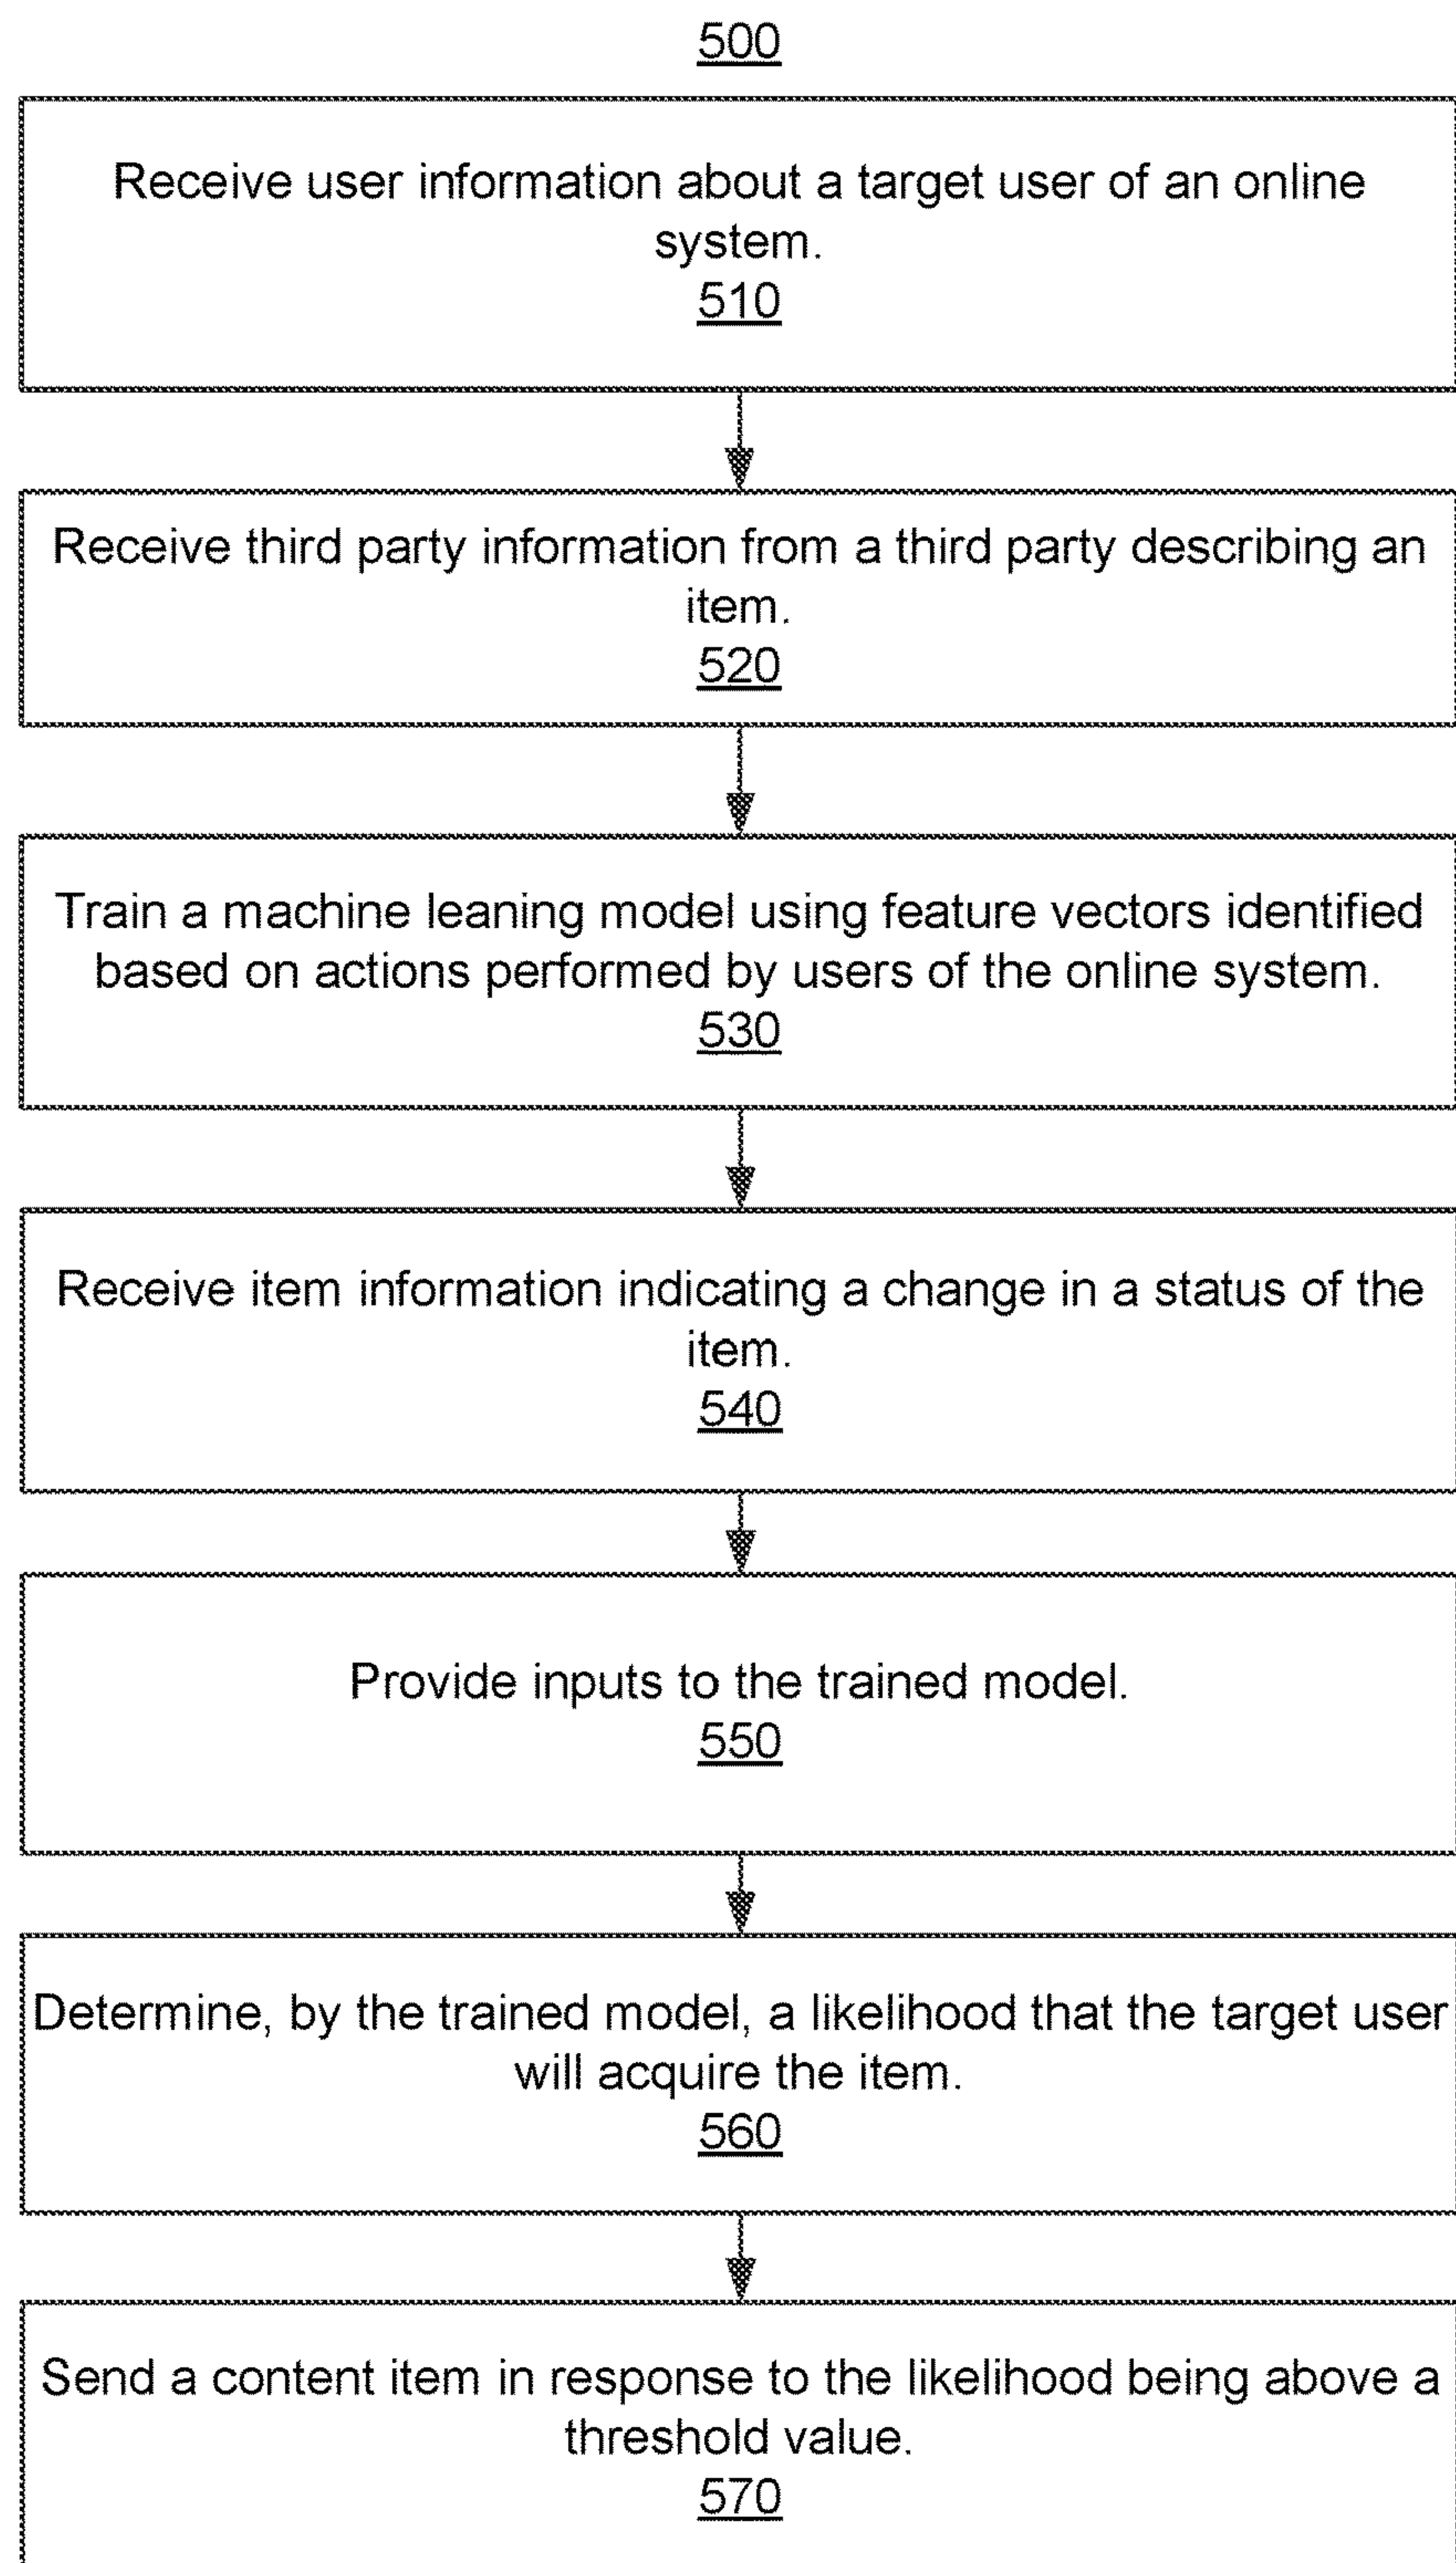 500
Receive user information about a target user of an online
system.
510
Receive third party information from a third party describing an
item.
520
Train a machine leaning model using feature vectors identified
based on actions performed by users of the online system.
530
Receive item information indicating a change in a status of the
item.
540
Provide inputs to the trained model.
550
Determine, by the trained model, a likelihood that the target user
will acquire the item.
560
Send a content item in response to the likelihood being above a
threshold value.
570